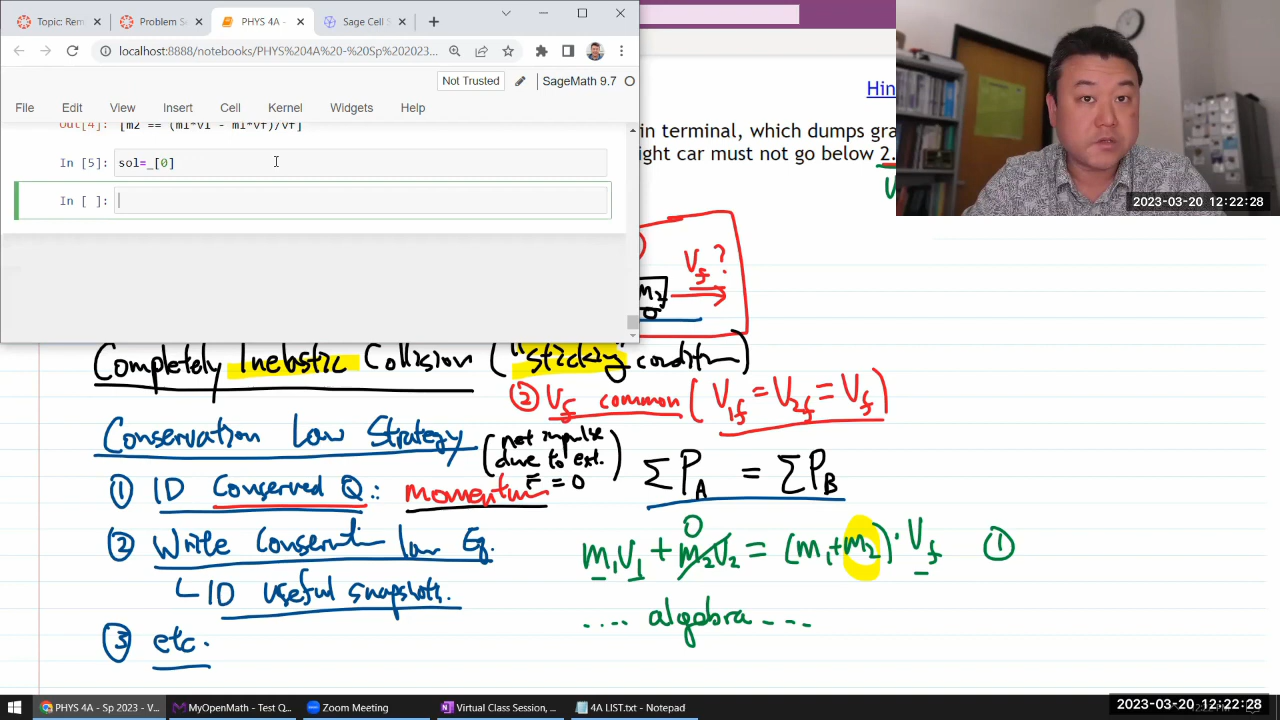 Topic: Rem
Problem S
PHYS 4A -
Sage Cell S
localhost:8888/notebooks/PHYS%204A%20-%20Sp%202023...
Not Trusted
SageMath 9.7
File Edit View Insert Cell Kernel Widgets Help
Out[4]: [m2 == (m1*v1 - m1*vf)/vf]
In [5]: sol=_[0]
In [ ]:
Hin
in terminal, which dumps gra
ight car must not go below 2.
2023-03-20 12:22:28
Vf?
m2
Completely Inelastic Collision ("sticky" condition)
② Vf common (V1f = V2f = Vf)
Conservation Law Strategy
(net impulse
due to ext.
F = 0)
ΣPA = ΣPB
① ID Conserved Q: momentum
② Write Conservation law Eq.
0
m1V1 + m2V2 = (m1+m2)·Vf ①
ID useful snapshots.
.... algebra ...
③ etc.
PHYS 4A - Sp 2023 - V...
MyOpenMath - Test Q...
Zoom Meeting
Virtual Class Session, ...
4A LIST.txt - Notepad
2023-03-20 12:22:28